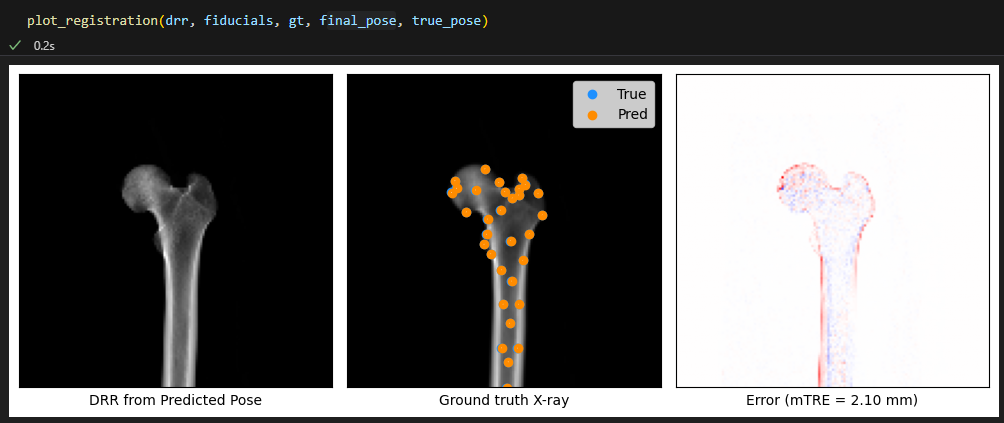 plot_registration(drr, fiducials, gt, final_pose, true_pose)
0.2s
True
Pred
DRR from Predicted Pose
Ground truth X-ray
Error (mTRE = 2.10 mm)